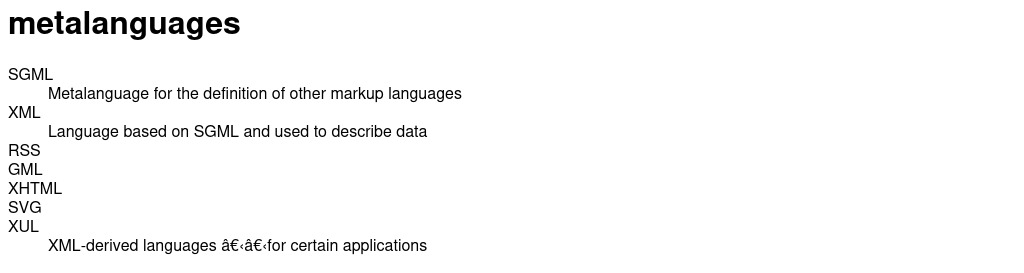 metalanguages
SGML
Metalanguage for the definition of other markup languages
XML
Language based on SGML and used to describe data
RSS
GML
XHTML
SVG
XUL
XML-derived languages â€‹â€‹for certain applications